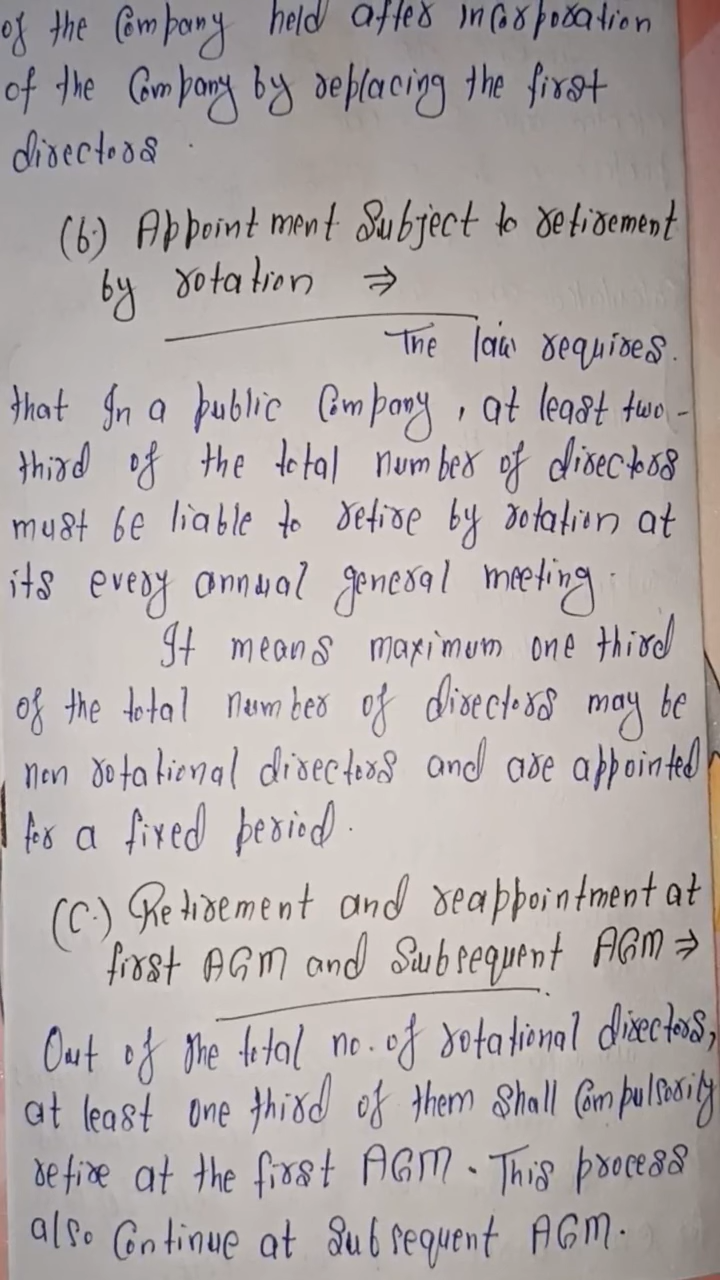 of the Company held after incorporation
of the Company by replacing the first
directors.
(b) Appointment Subject to retirement
by rotation ⇒
The law requires.
that In a public Company, at least two-
third of the total number of directors
must be liable to retire by rotation at
its every annual general meeting.
It means maximum one third
of the total number of directors may be
non rotational directors and are appointed
for a fixed period.
(C.) Retirement and reappointment at
first AGM and Subsequent AGM ⇒
Out of the total no. of rotational directors,
at least one third of them Shall Compulsorily
retire at the first AGM. This process
also Continue at Subsequent AGM.